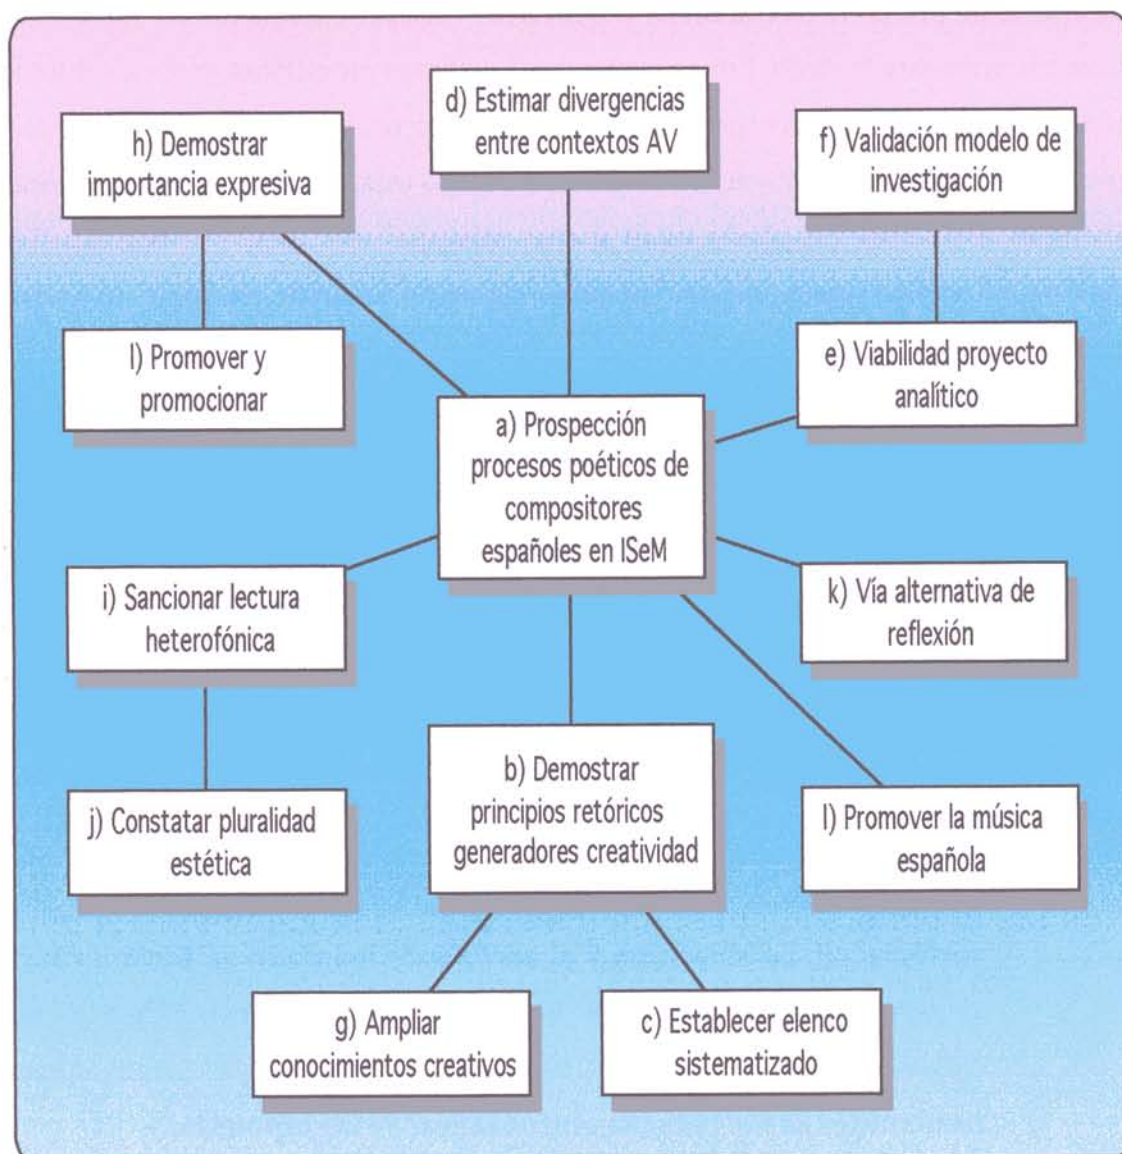 d) Estimar divergencias
entre contextos AV
h) Demostrar
importancia expresiva
f) Validación modelo de
investigación
l) Promover y
promocionar
e) Viabilidad proyecto
analítico
a) Prospección
procesos poéticos de
compositores
españoles en ISeM
i) Sancionar lectura
heterofónica
k) Vía alternativa de
reflexión
b) Demostrar
principios retóricos
generadores creatividad
j) Constatar pluralidad
estética
l) Promover la música
española
g) Ampliar
conocimientos creativos
c) Establecer elenco
sistematizado